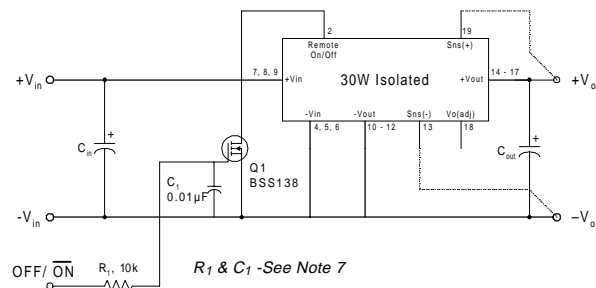 2
19
Remote
On/Off
Sns(+)
+Vin
7, 8, 9
+Vin
30W Isolated
+Vout
14 - 17
+Vo
-Vin
-Vout
Sns(-)
Vo(adj)
4, 5, 6
10 - 12
13
18
+
Cin
+
Cout
Q1
BSS138
C1
0.01µF
-Vin
–Vo
OFF/ ON
R1, 10k
R1 & C1 -See Note 7